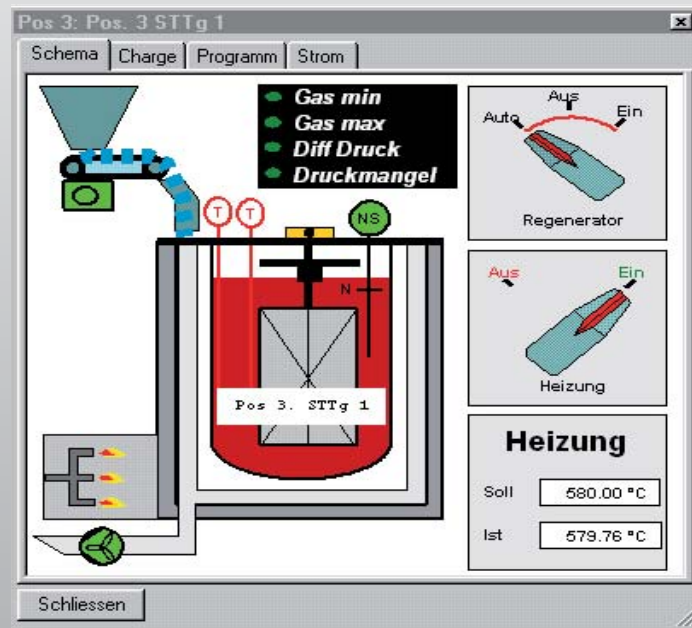 Pos 3: Pos. 3 STTg 1
Schema Charge Programm Strom
Gas min
Gas max
Diff Druck
Druckmangel
Auto Aus Ein
Regenerator
T T NS
N
Aus Ein
Heizung
Pos 3. STTg 1
Heizung
Soll 580.00 °C
Ist 579.76 °C
Schliessen